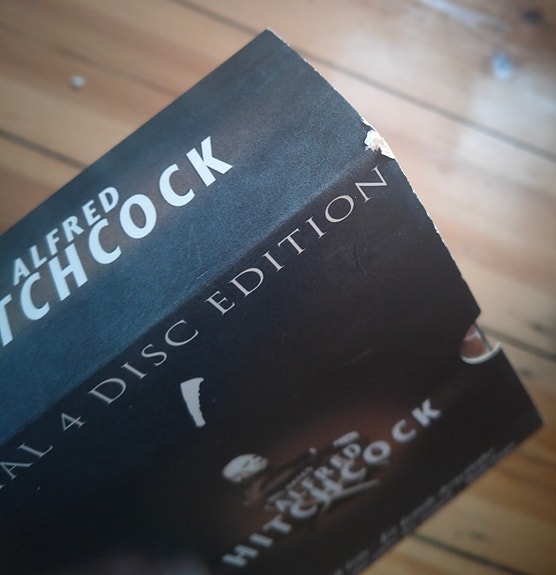 ALFRED
TCHCOCK
AL 4 DISC EDITION
ALFRED
HITCHCOCK